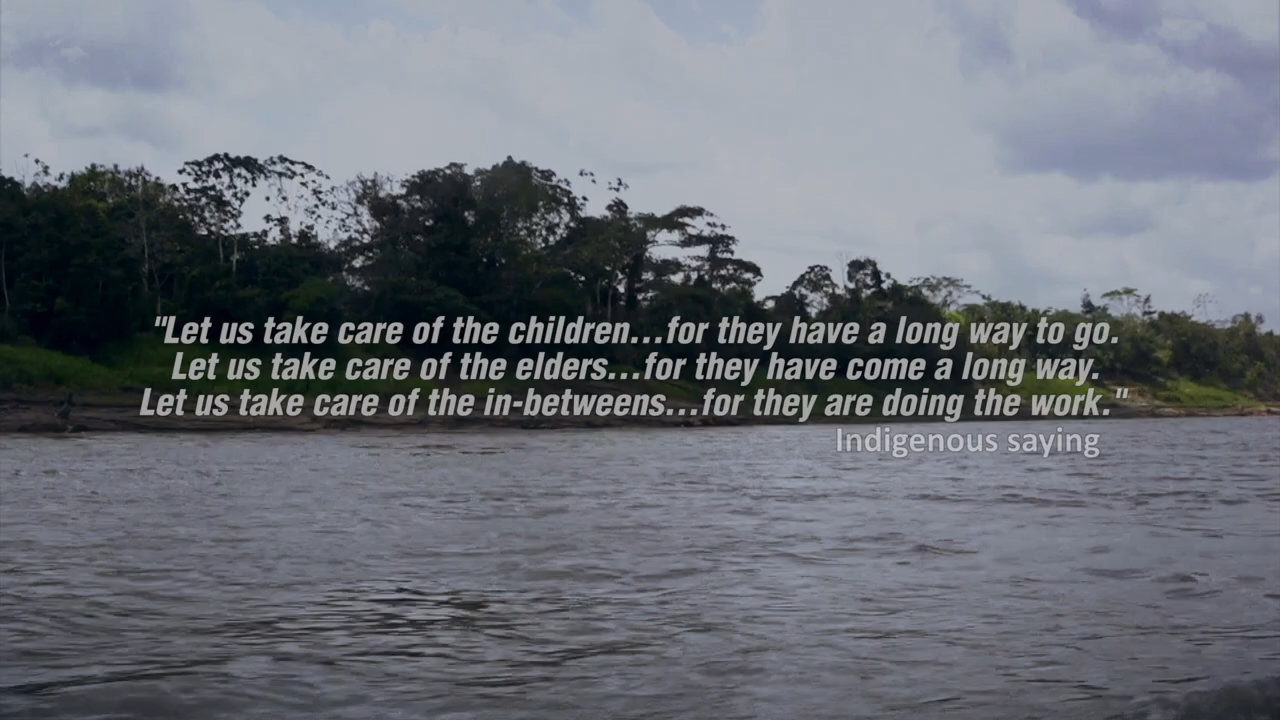 "Let us take care of the children...for they have a long way to go.
Let us take care of the elders...for they have come a long way.
Let us take care of the in-betweens...for they are doing the work."
Indigenous saying